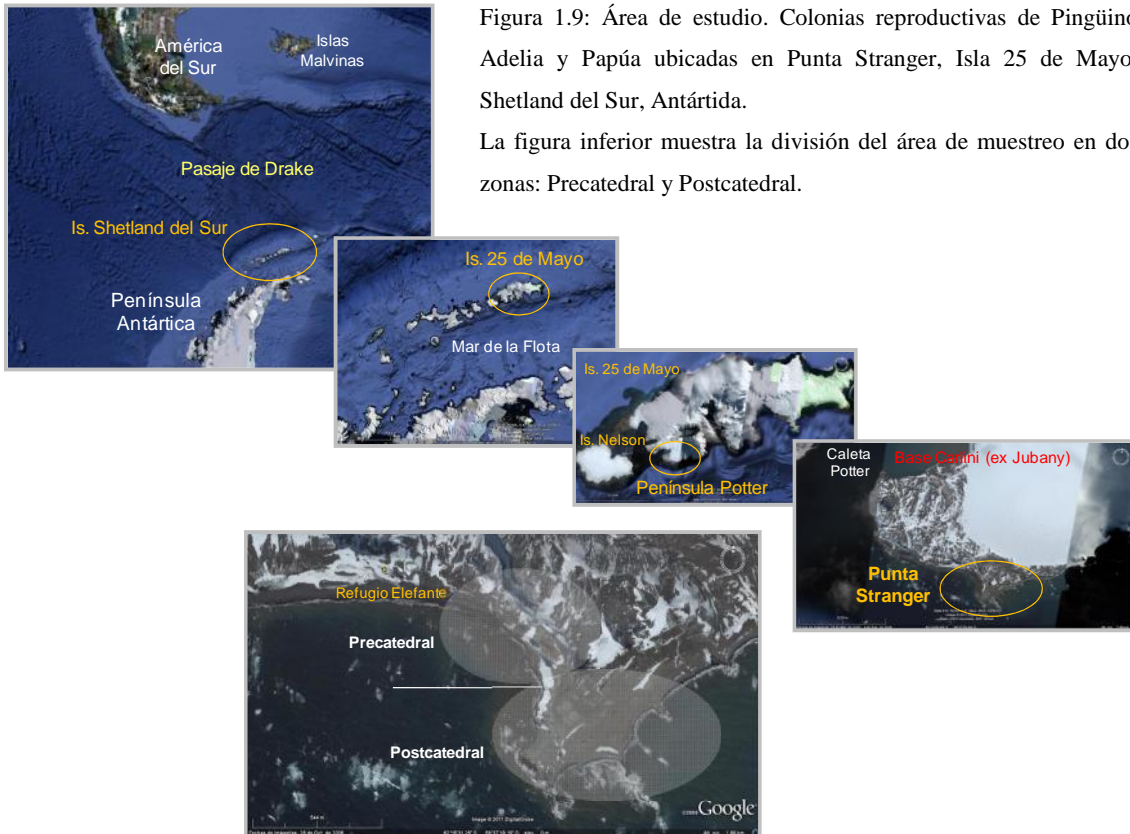 Figura 1.9: Área de estudio. Colonias reproductivas de Pingüino
Adelia y Papúa ubicadas en Punta Stranger, Isla 25 de Mayo
Shetland del Sur, Antártida.
La figura inferior muestra la división del área de muestreo en do
zonas: Precatedral y Postcatedral.
América
del Sur
Islas
Malvinas
Pasaje de Drake
Is. Shetland del Sur
Península
Antártica
Is. 25 de Mayo
Mar de la Flota
Is. 25 de Mayo
Is. Nelson
Península Potter
Caleta
Potter
Base Carlini (ex Jubany)
Punta
Stranger
Refugio Elefante
Precatedral
Postcatedral
Google